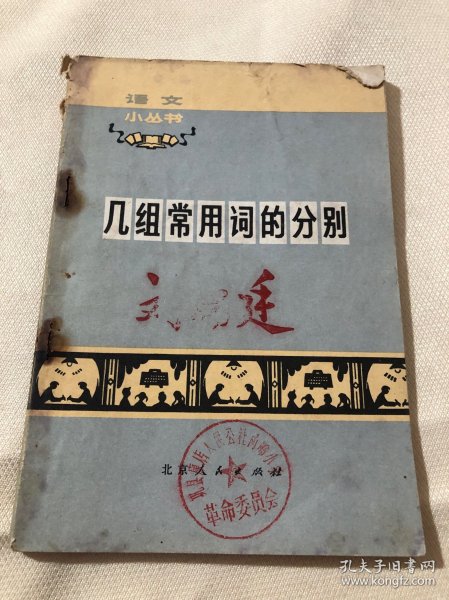 语文
小丛书
几组常用词的分别
北京人民出版社
革命委员会
孔夫子旧书网
www.kongfz.com